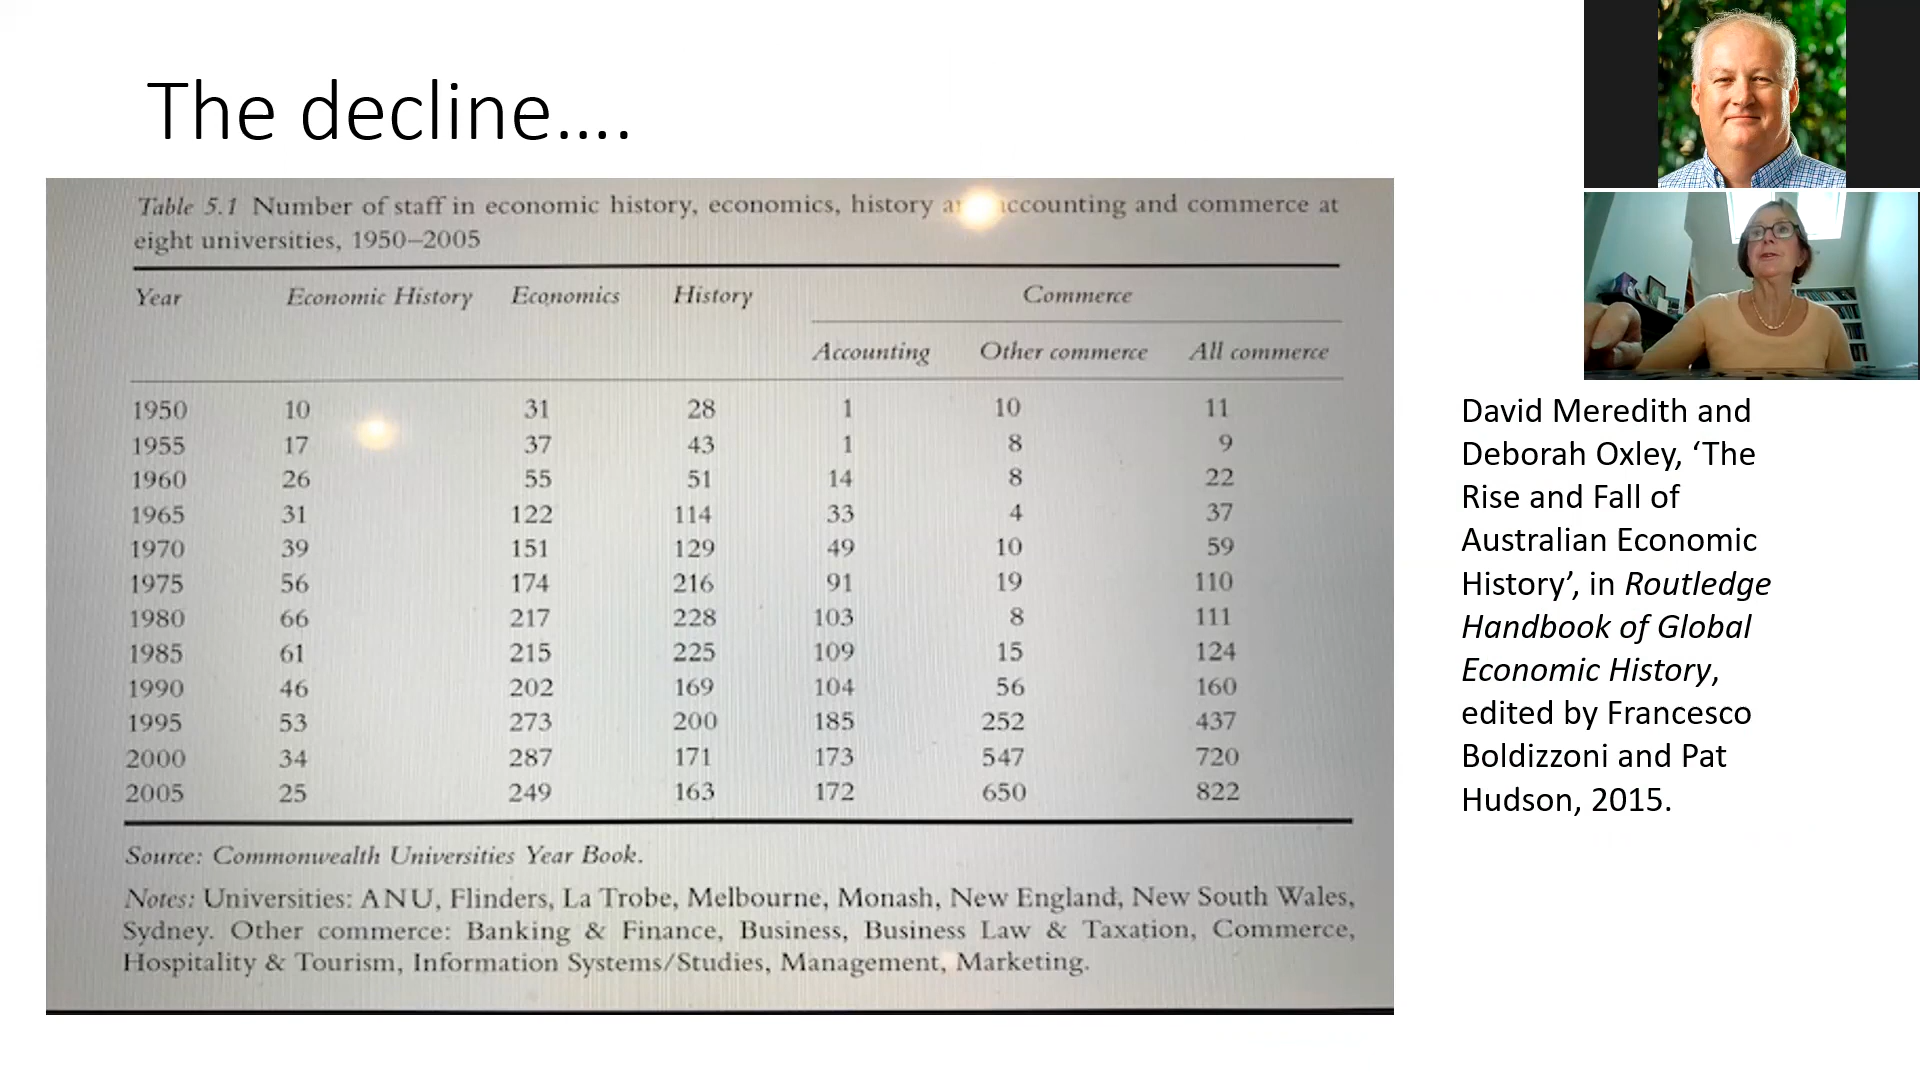 The decline....
Table 5.1 Number of staff in economic history, economics, history accounting and commerce at
eight universities, 1950–2005
Year Economic History Economics History Commerce
Accounting Other commerce All commerce
1950 10 31 28 1 10 11
1955 17 37 43 1 8 9
1960 26 55 51 14 8 22
1965 31 122 114 33 4 37
1970 39 151 129 49 10 59
1975 56 174 216 91 19 110
1980 66 217 228 103 8 111
1985 61 215 225 109 15 124
1990 46 202 169 104 56 160
1995 53 273 200 185 252 437
2000 34 287 171 173 547 720
2005 25 249 163 172 650 822
Source: Commonwealth Universities Year Book.
Notes: Universities: ANU, Flinders, La Trobe, Melbourne, Monash, New England, New South Wales,
Sydney. Other commerce: Banking & Finance, Business, Business Law & Taxation, Commerce,
Hospitality & Tourism, Information Systems/Studies, Management, Marketing.
David Meredith and
Deborah Oxley, ‘The
Rise and Fall of
Australian Economic
History’, in Routledge
Handbook of Global
Economic History,
edited by Francesco
Boldizzoni and Pat
Hudson, 2015.